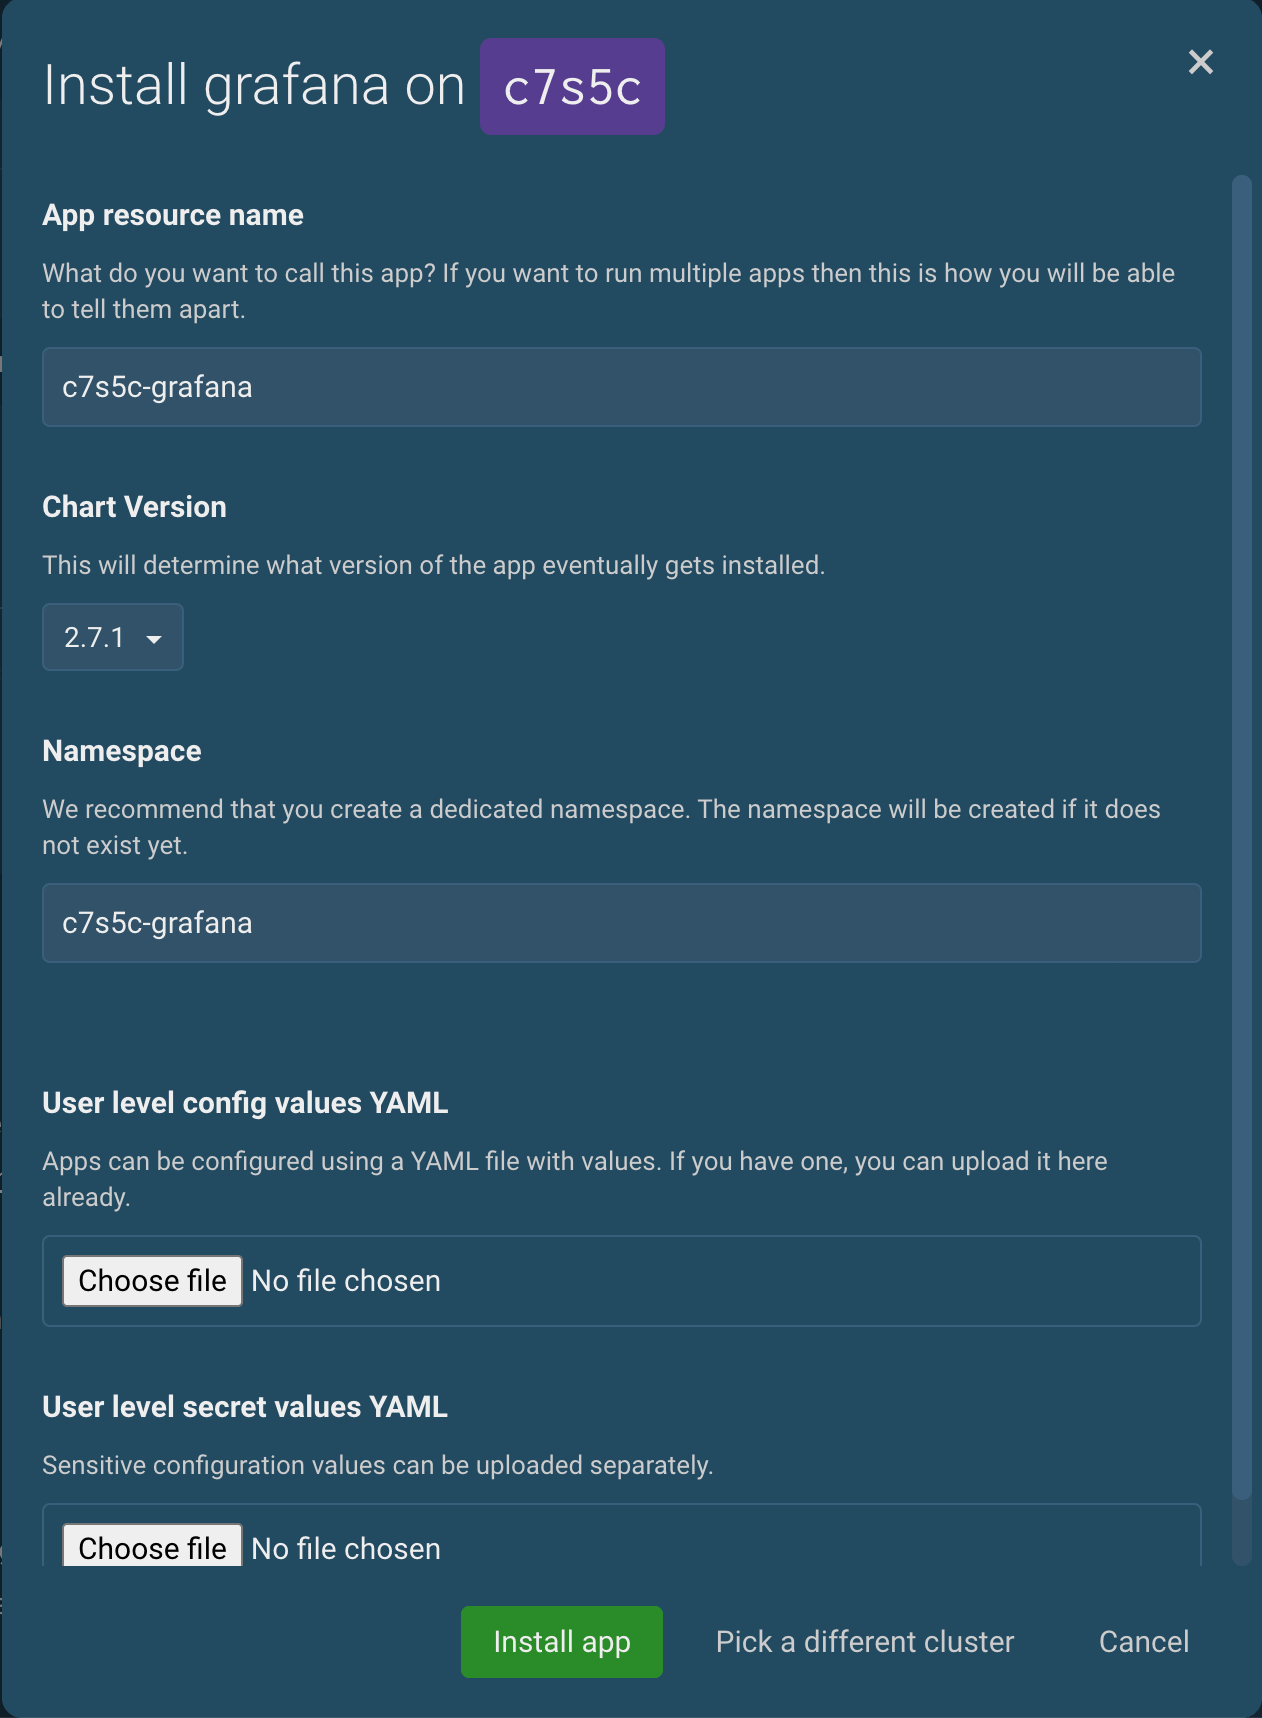 Install grafana on c7s5c
App resource name
What do you want to call this app? If you want to run multiple apps then this is how you will be able
to tell them apart.
c7s5c-grafana
Chart Version
This will determine what version of the app eventually gets installed.
2.7.1
Namespace
We recommend that you create a dedicated namespace. The namespace will be created if it does
not exist yet.
c7s5c-grafana
User level config values YAML
Apps can be configured using a YAML file with values. If you have one, you can upload it here
already.
Choose file No file chosen
User level secret values YAML
Sensitive configuration values can be uploaded separately.
Choose file No file chosen
Install app Pick a different cluster Cancel